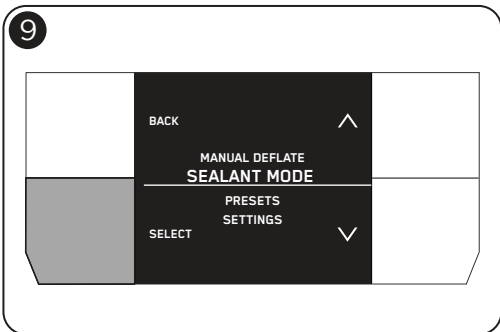 9
BACK
MANUAL DEFLATE
SEALANT MODE
PRESETS
SETTINGS
SELECT